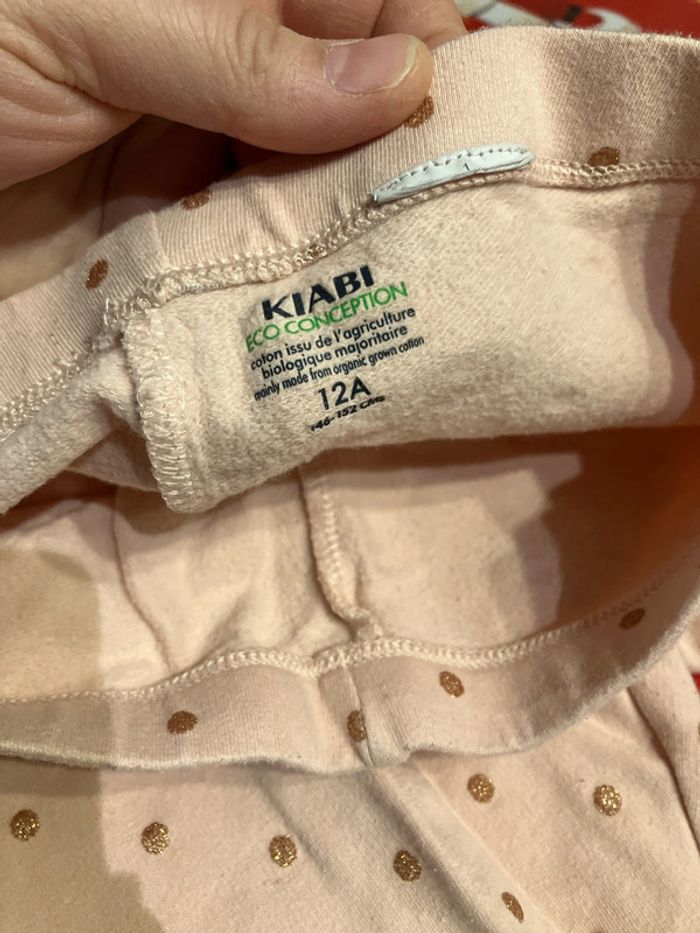 KIABI
ECO CONCEPTION
coton issu de l'agriculture
biologique majoritaire
mainly made from organic grown cotton
12A
146-152 CMS